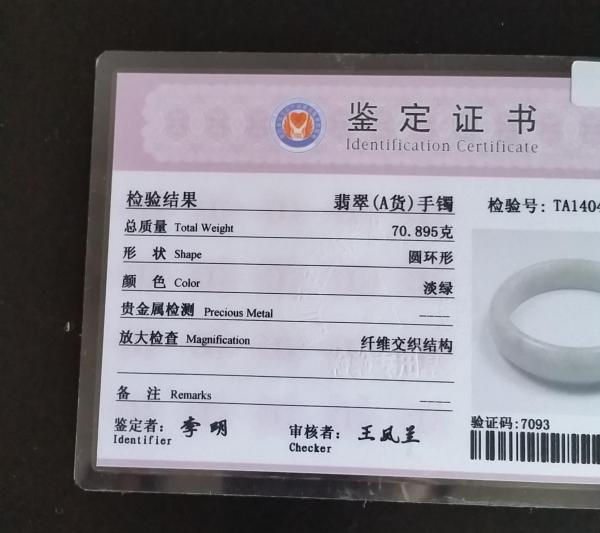 鉴定证书
Identification Certificate
检验结果 翡翠(A货)手镯
总质量 Total Weight 70.895克
形 状 Shape 圆环形
颜 色 Color 淡绿
贵金属检测 Precious Metal ----
放大检查 Magnification 纤维交织结构
备 注 Remarks ----
鉴定者: 李明
Identifier
审核者: 王凤兰
Checker
检验号: TA1404
验证码:7093